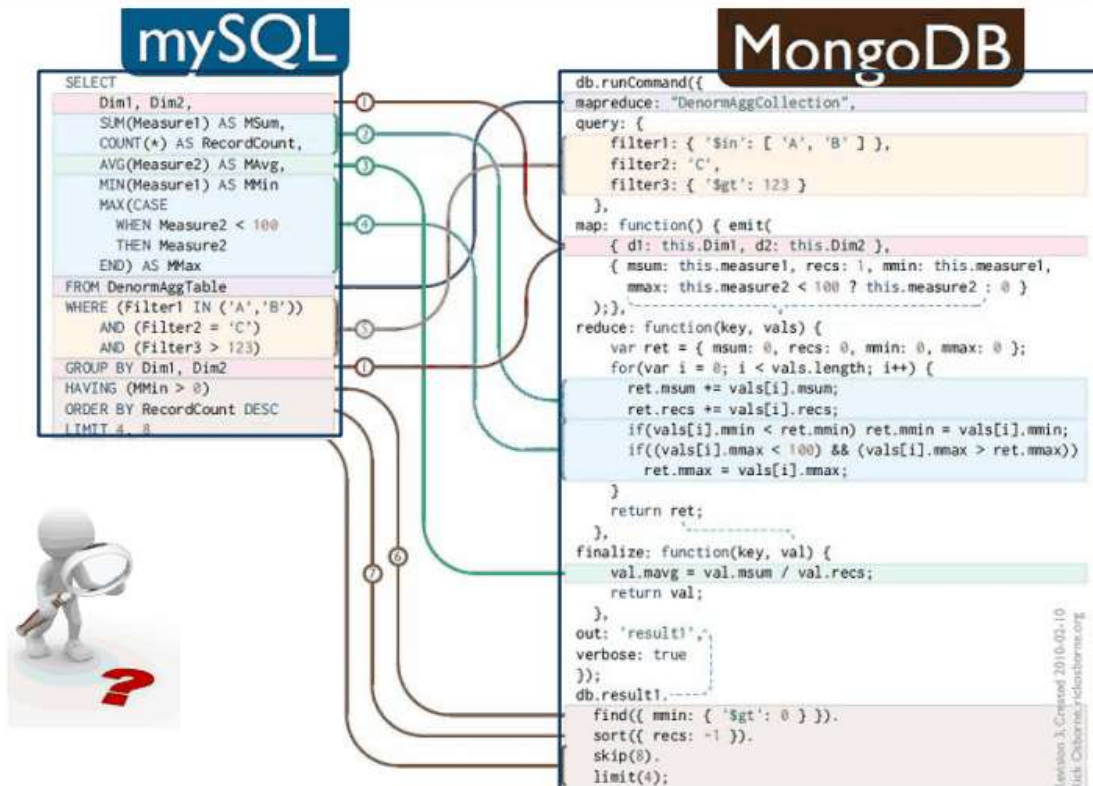 mySQL
SELECT
Dim1, Dim2,
SUM(Measure1) AS MSum,
COUNT(*) AS RecordCount,
AVG(Measure2) AS MAvg,
MIN(Measure1) AS MMin
MAX(CASE
WHEN Measure2 < 100
THEN Measure2
END) AS MMax
FROM DenormAggTable
WHERE (Filter1 IN ('A','B'))
AND (Filter2 = 'C')
AND (Filter3 > 123)
GROUP BY Dim1, Dim2
HAVING (MMin > 0)
ORDER BY RecordCount DESC
LIMIT 4, 8
1
2
3
4
5
1
6
7
?
MongoDB
db.runCommand({
mapreduce: "DenormAggCollection",
query: {
filter1: { '$in': [ 'A', 'B' ] },
filter2: 'C',
filter3: { '$gt': 123 }
},
map: function() { emit(
{ d1: this.Dim1, d2: this.Dim2 },
{ msum: this.measure1, recs: 1, mmin: this.measure1,
mmax: this.measure2 < 100 ? this.measure2 : 0 }
);},
reduce: function(key, vals) {
var ret = { msum: 0, recs: 0, mmin: 0, mmax: 0 };
for(var i = 0; i < vals.length; i++) {
ret.msum += vals[i].msum;
ret.recs += vals[i].recs;
if(vals[i].mmin < ret.mmin) ret.mmin = vals[i].mmin;
if((vals[i].mmax < 100) && (vals[i].mmax > ret.mmax))
ret.mmax = vals[i].mmax;
}
return ret;
},
finalize: function(key, val) {
val.mavg = val.msum / val.recs;
return val;
},
out: 'result1',
verbose: true
});
db.result1.
find({ mmin: { '$gt': 0 } }).
sort({ recs: -1 }).
skip(8).
limit(4);
3, Created 2010-02-10
Osborne, rickosborne.org